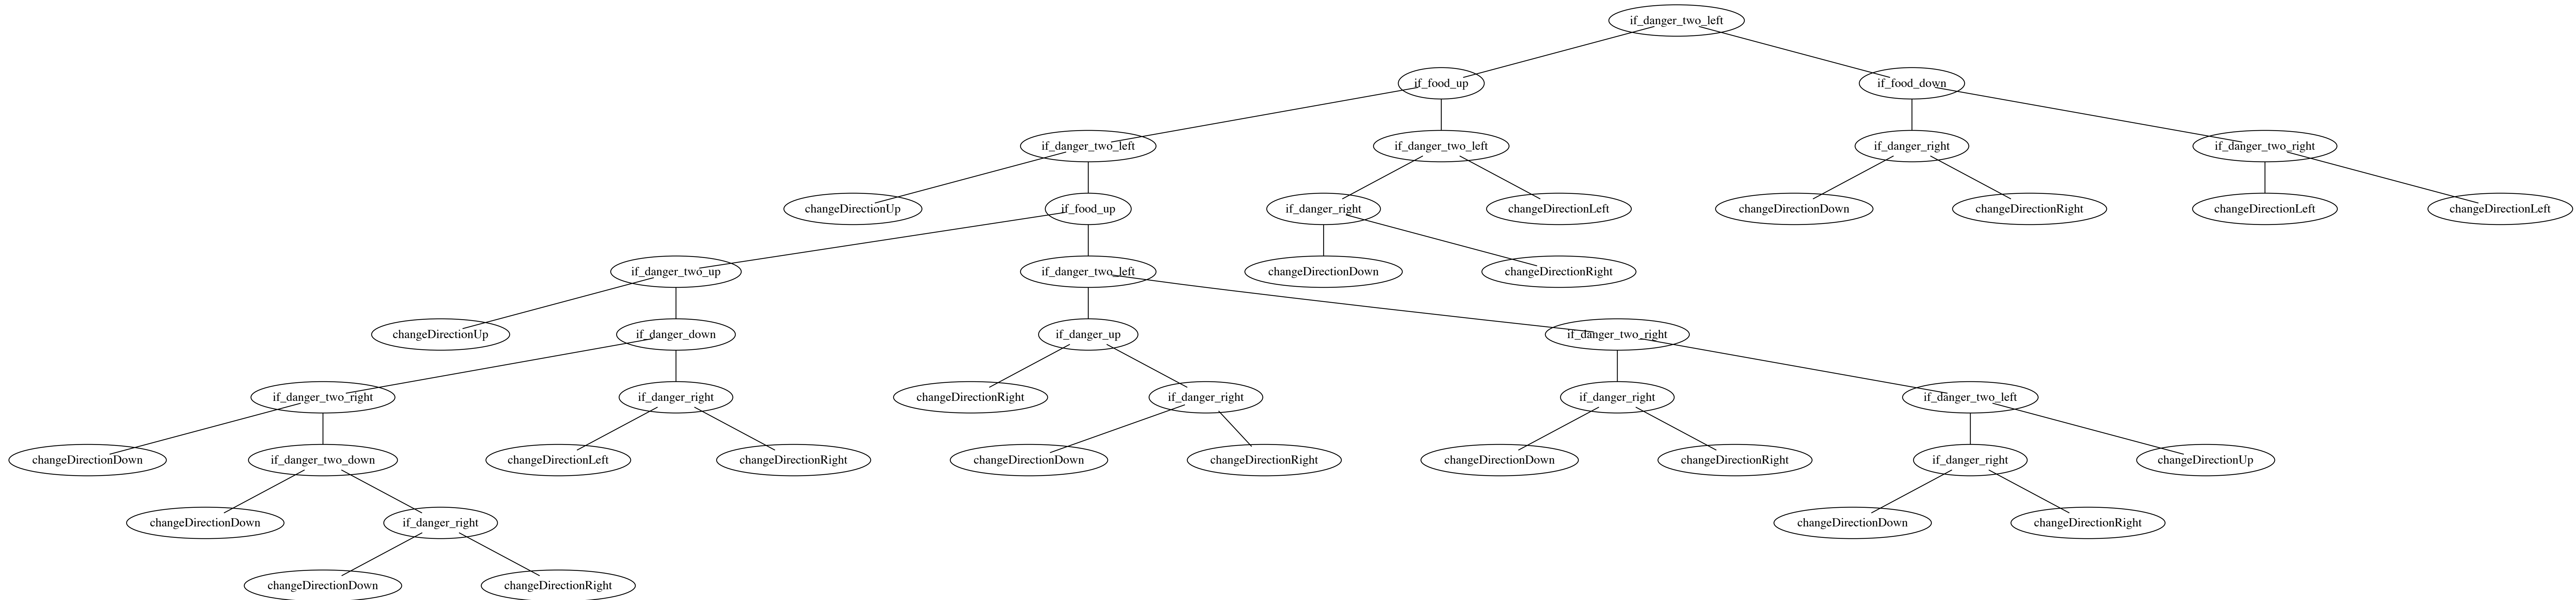 if_danger_two_left
if_food_up
if_food_down
if_danger_two_left
if_danger_two_left
if_danger_right
if_danger_two_right
changeDirectionUp
if_food_up
if_danger_right
changeDirectionLeft
changeDirectionDown
changeDirectionRight
changeDirectionLeft
changeDirectionLeft
if_danger_two_up
if_danger_two_left
changeDirectionDown
changeDirectionRight
changeDirectionUp
if_danger_down
if_danger_up
if_danger_two_right
if_danger_two_right
if_danger_right
changeDirectionRight
if_danger_right
if_danger_right
if_danger_two_left
changeDirectionDown
if_danger_two_down
changeDirectionLeft
changeDirectionRight
changeDirectionDown
changeDirectionRight
changeDirectionDown
changeDirectionRight
if_danger_right
changeDirectionUp
changeDirectionDown
if_danger_right
changeDirectionDown
changeDirectionRight
changeDirectionDown
changeDirectionRight